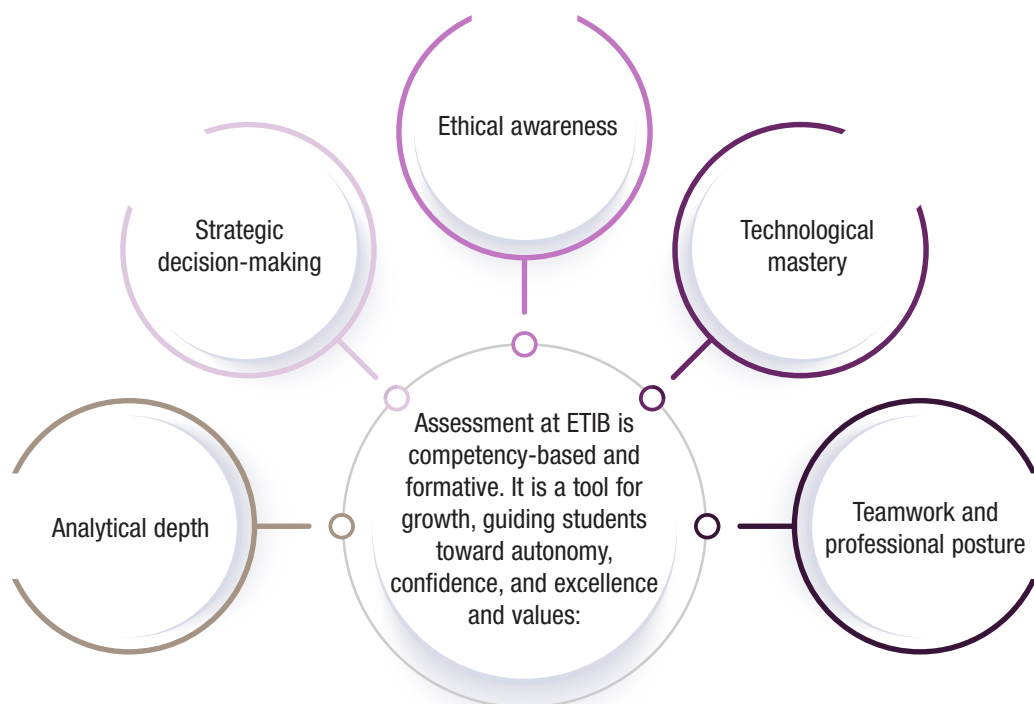 Ethical awareness
Strategic
decision-making
Technological
mastery
Analytical depth
Assessment at ETIB is
competency-based and
formative. It is a tool for
growth, guiding students
toward autonomy,
confidence, and excellence
and values:
Teamwork and
professional posture